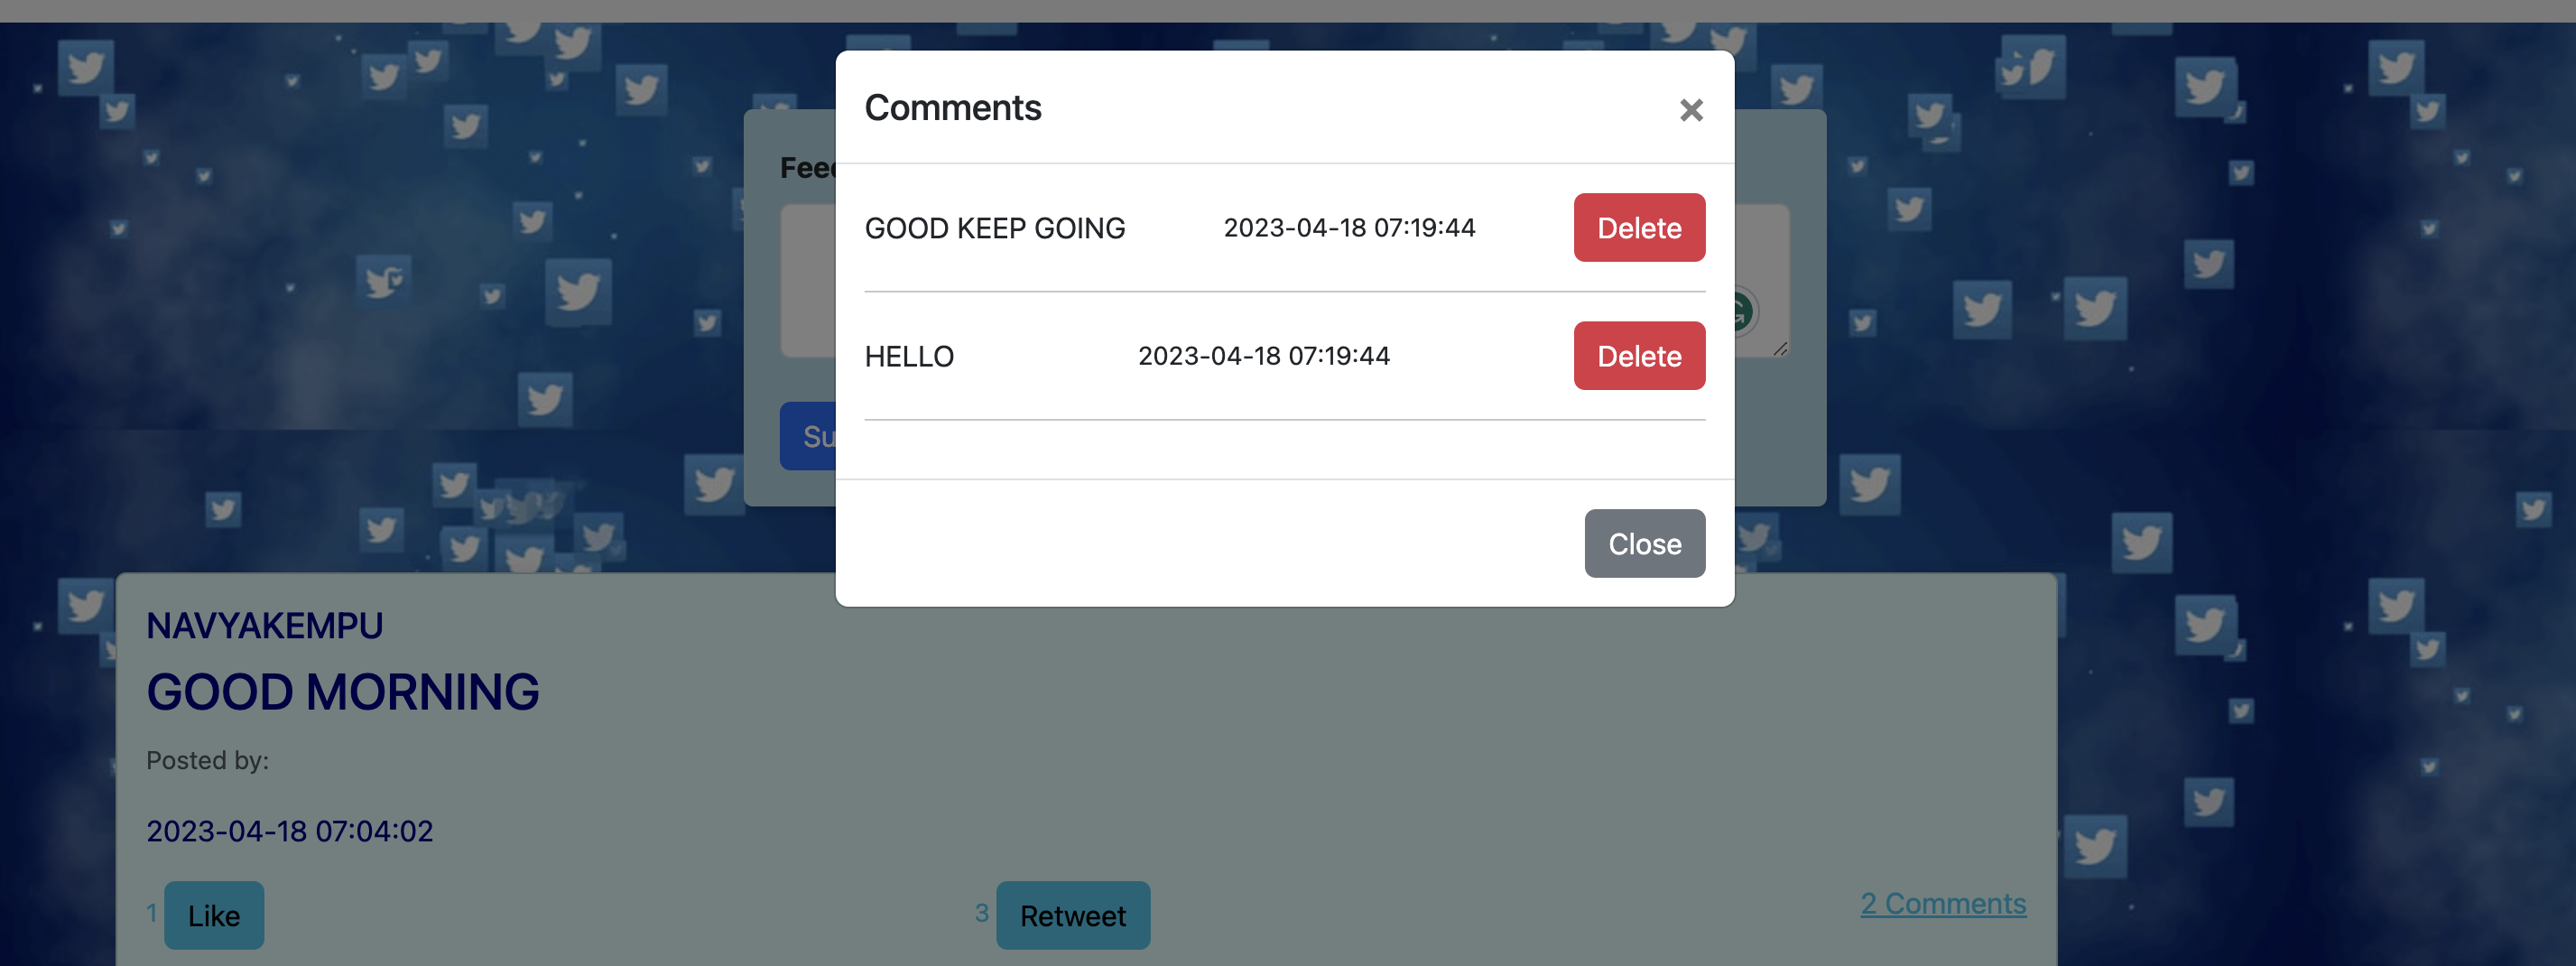 Comments ×
Feed
GOOD KEEP GOING 2023-04-18 07:19:44 Delete
HELLO 2023-04-18 07:19:44 Delete
Su
Close
NAVYAKEMPU
GOOD MORNING
Posted by:
2023-04-18 07:04:02
1 Like 3 Retweet 2 Comments